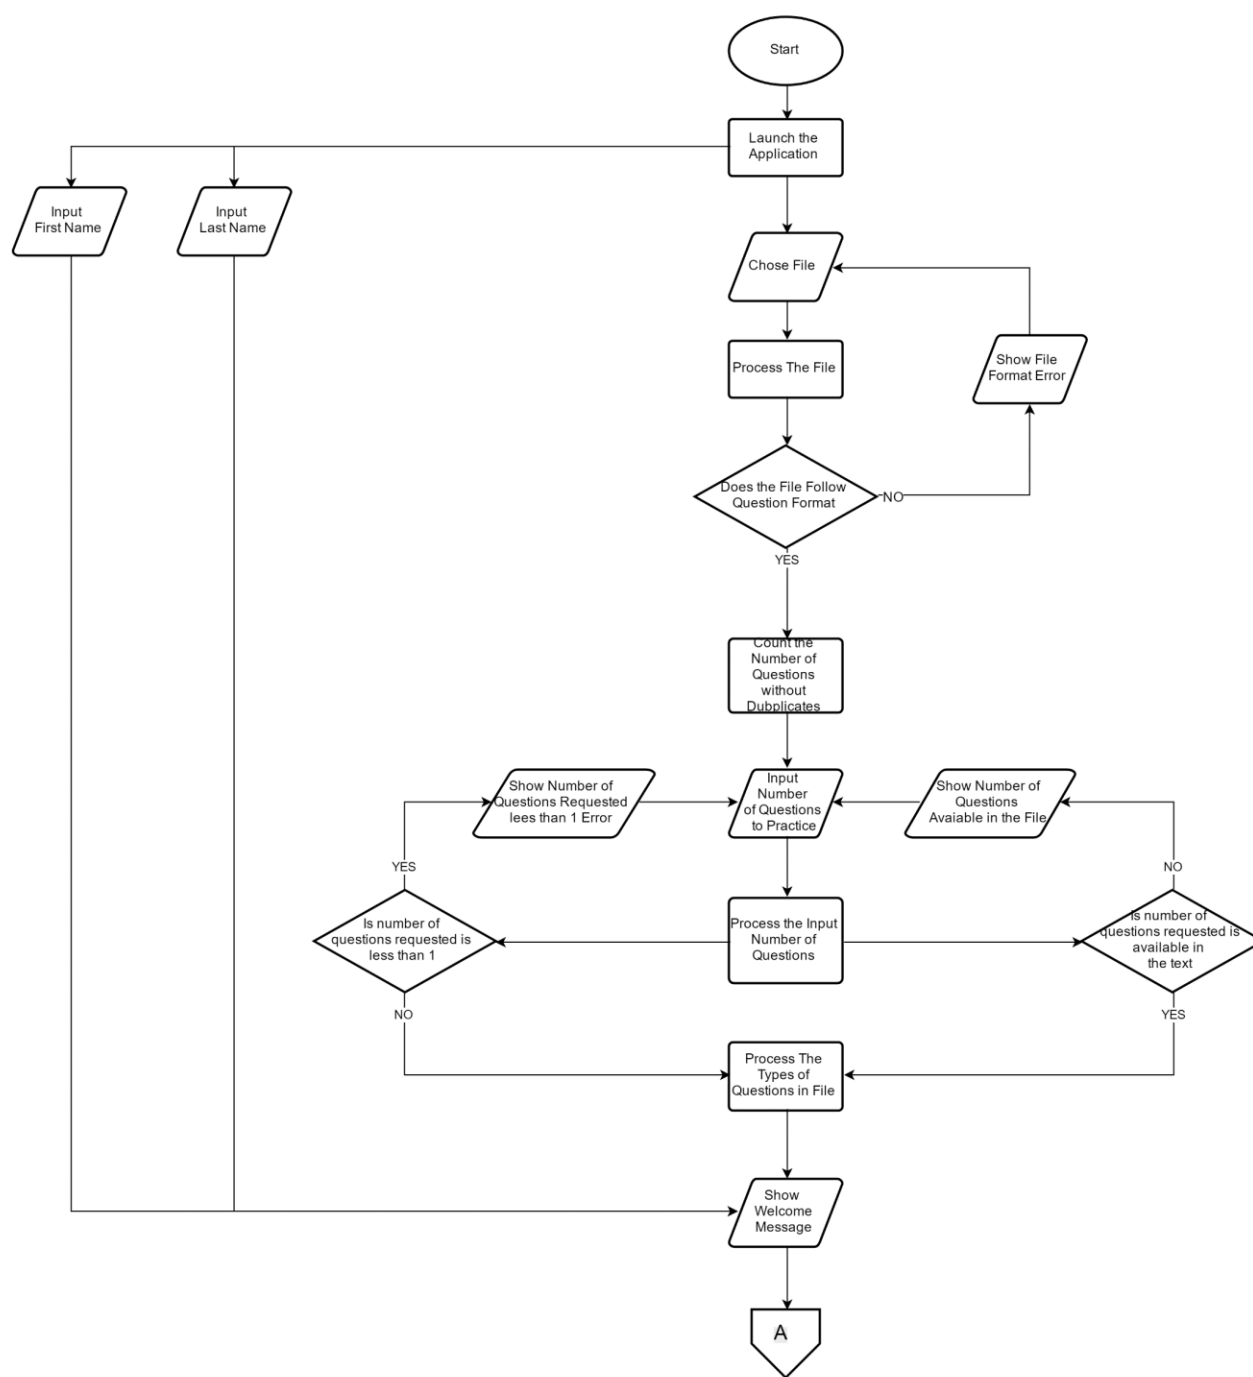 Start
Launch the
Application
Input
First Name
Input
Last Name
Chose File
Show File
Format Error
Process The File
Does the File Follow
Question Format
NO
YES
Count the
Number of
Questions
without
Dubplicates
Show Number of
Questions Requested
lees than 1 Error
Input
Number
of Questions
to Practice
Show Number of
Questions
Avaiable in the File
YES
NO
Is number of
questions requested is
less than 1
Process the Input
Number of
Questions
Is number of
questions requested is
available in
the text
NO
YES
Process The
Types of
Questions in File
Show
Welcome
Message
A